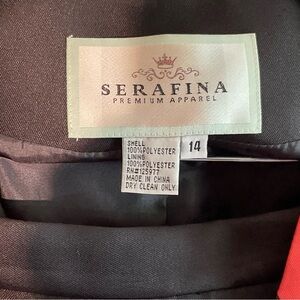 SERAFINA
PREMIUM APPAREL
SHELL
100%POLYESTER
LINING
100%POLYESTER
RN#125977
MADE IN CHINA
DRY CLEAN ONLY
14